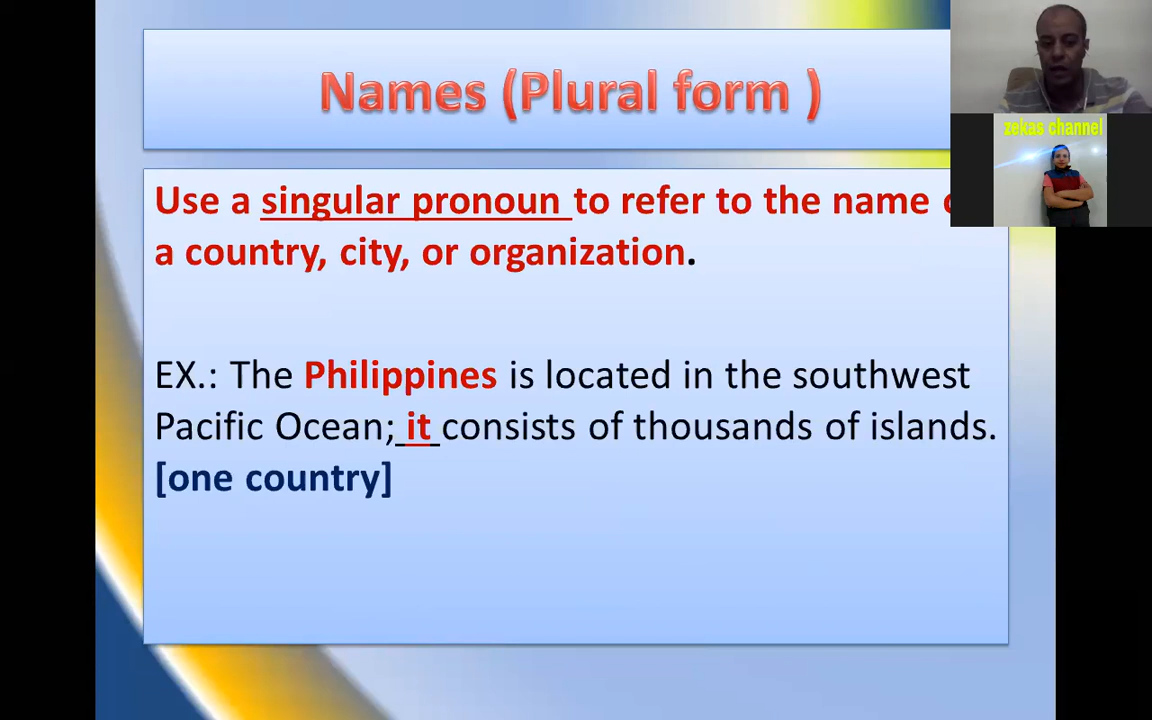 Names (Plural form )
zekas channel
Use a singular pronoun to refer to the name
a country, city, or organization.
EX.: The Philippines is located in the southwest
Pacific Ocean; it consists of thousands of islands.
[one country]